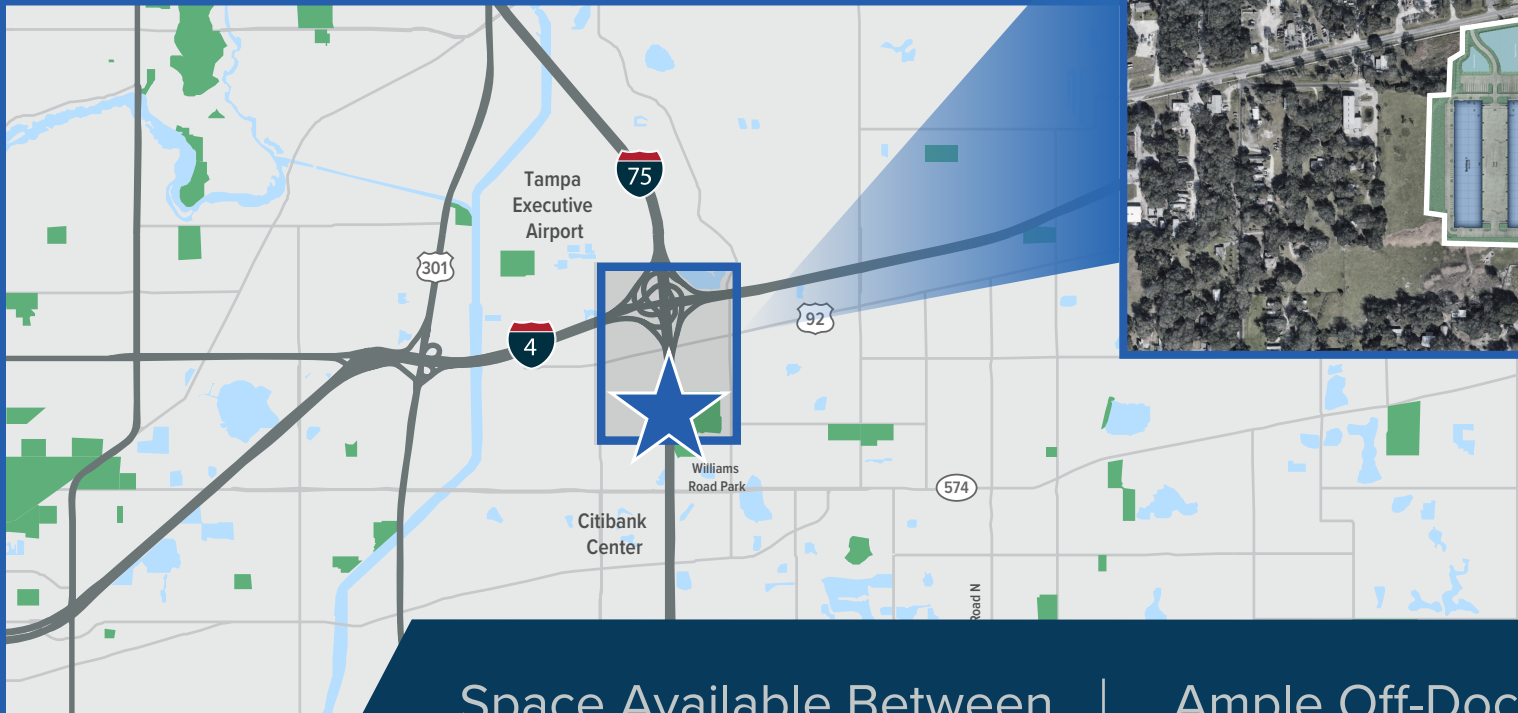 75
Tampa
Executive
Airport
301
92
4
Williams
Road Park
574
Citibank
Center
Road N
Space Available Between
Ample Off-Doc